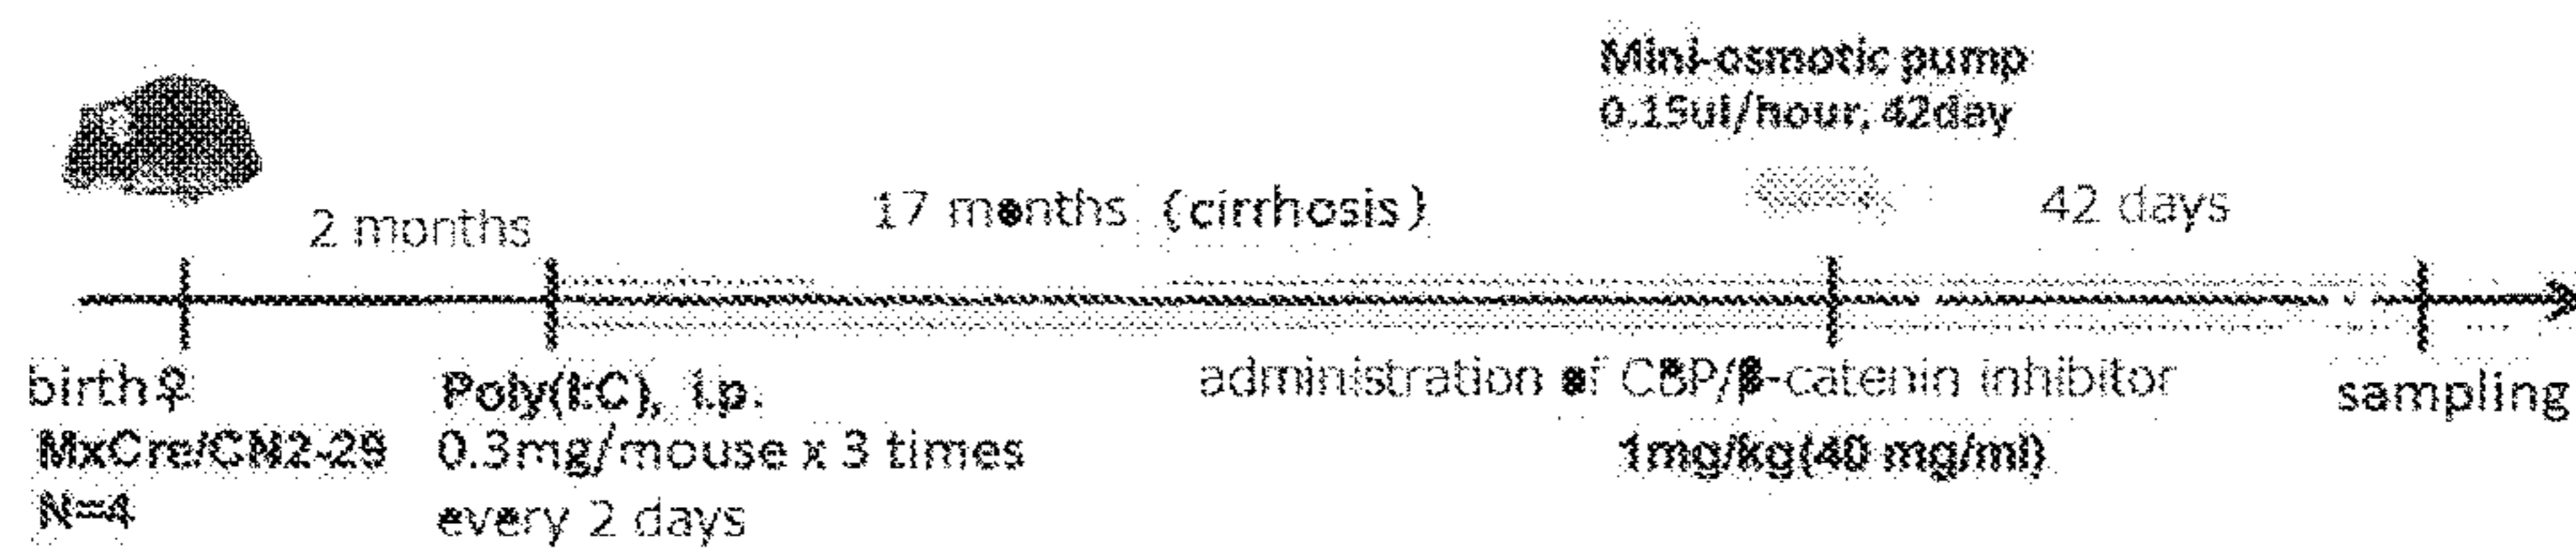 Mini-osmotic pump
0.15ul/hour, 42day
2 months
17 months (cirrhosis)
42 days
birth♀
MxCre/CN2-29
N=4
Poly(I:C), i.p.
0.3mg/mouse x 3 times
every 2 days
administration of CBP/β-catenin inhibitor
1mg/kg(40 mg/ml)
sampling